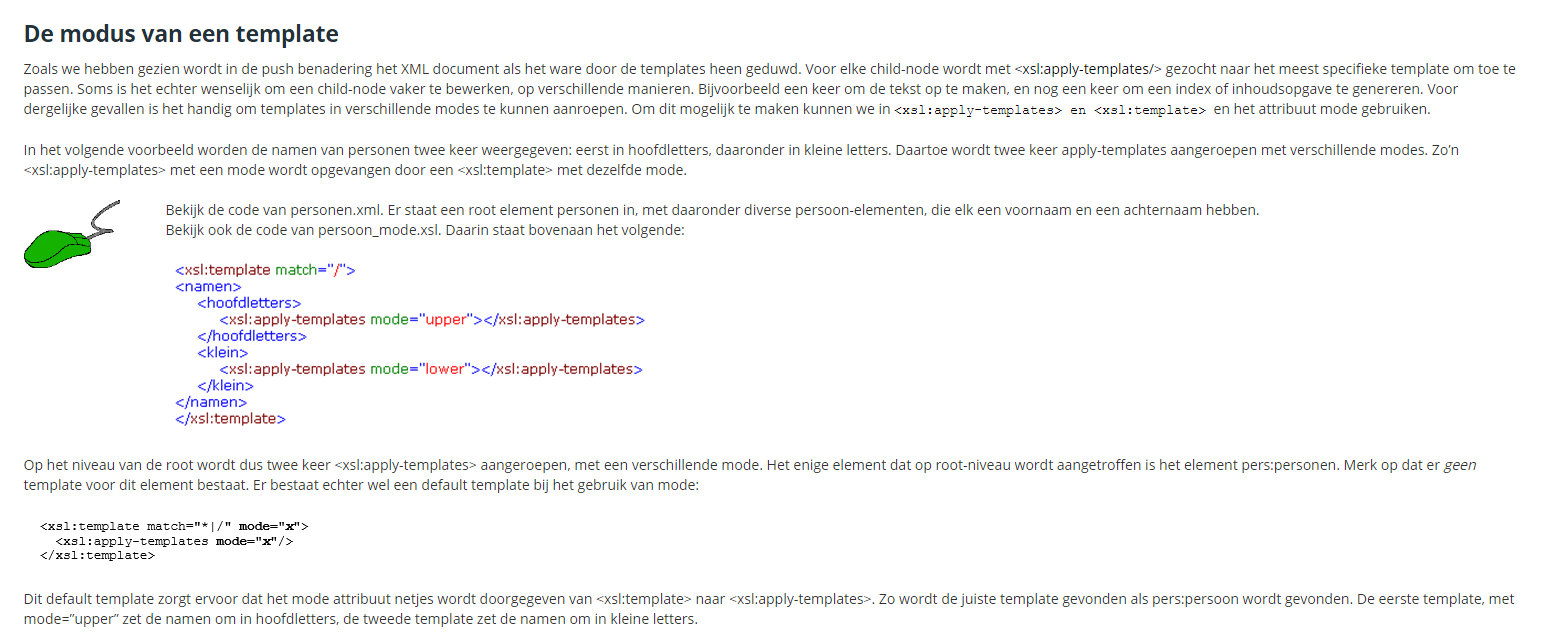 De modus van een template
Zoals we hebben gezien wordt in de push benadering het XML document als het ware door de templates heen geduwd. Voor elke child-node wordt met <xsl:apply-templates/> gezocht naar het meest specifieke template om toe te
passen. Soms is het echter wenselijk om een child-node vaker te bewerken, op verschillende manieren. Bijvoorbeeld een keer om de tekst op te maken, en nog een keer om een index of inhoudsopgave te genereren. Voor
dergelijke gevallen is het handig om templates in verschillende modes te kunnen aanroepen. Om dit mogelijk te maken kunnen we in <xsl:apply-templates> en <xsl:template> en het attribuut mode gebruiken.
In het volgende voorbeeld worden de namen van personen twee keer weergegeven: eerst in hoofdletters, daaronder in kleine letters. Daartoe wordt twee keer apply-templates aangeroepen met verschillende modes. Zo’n
<xsl:apply-templates> met een mode wordt opgevangen door een <xsl:template> met dezelfde mode.
Bekijk de code van personen.xml. Er staat een root element personen in, met daaronder diverse persoon-elementen, die elk een voornaam en een achternaam hebben.
Bekijk ook de code van persoon_mode.xsl. Daarin staat bovenaan het volgende:
<xsl:template match="/">
<namen>
<hoofdletters>
<xsl:apply-templates mode="upper"></xsl:apply-templates>
</hoofdletters>
<klein>
<xsl:apply-templates mode="lower"></xsl:apply-templates>
</klein>
</namen>
</xsl:template>
Op het niveau van de root wordt dus twee keer <xsl:apply-templates> aangeroepen, met een verschillende mode. Het enige element dat op root-niveau wordt aangetroffen is het element pers:personen. Merk op dat er geen
template voor dit element bestaat. Er bestaat echter wel een default template bij het gebruik van mode:
<xsl:template match="*|/" mode="x">
<xsl:apply-templates mode="x"/>
</xsl:template>
Dit default template zorgt ervoor dat het mode attribuut netjes wordt doorgegeven van <xsl:template> naar <xsl:apply-templates>. Zo wordt de juiste template gevonden als pers:persoon wordt gevonden. De eerste template, met
mode=”upper” zet de namen om in hoofdletters, de tweede template zet de namen om in kleine letters.